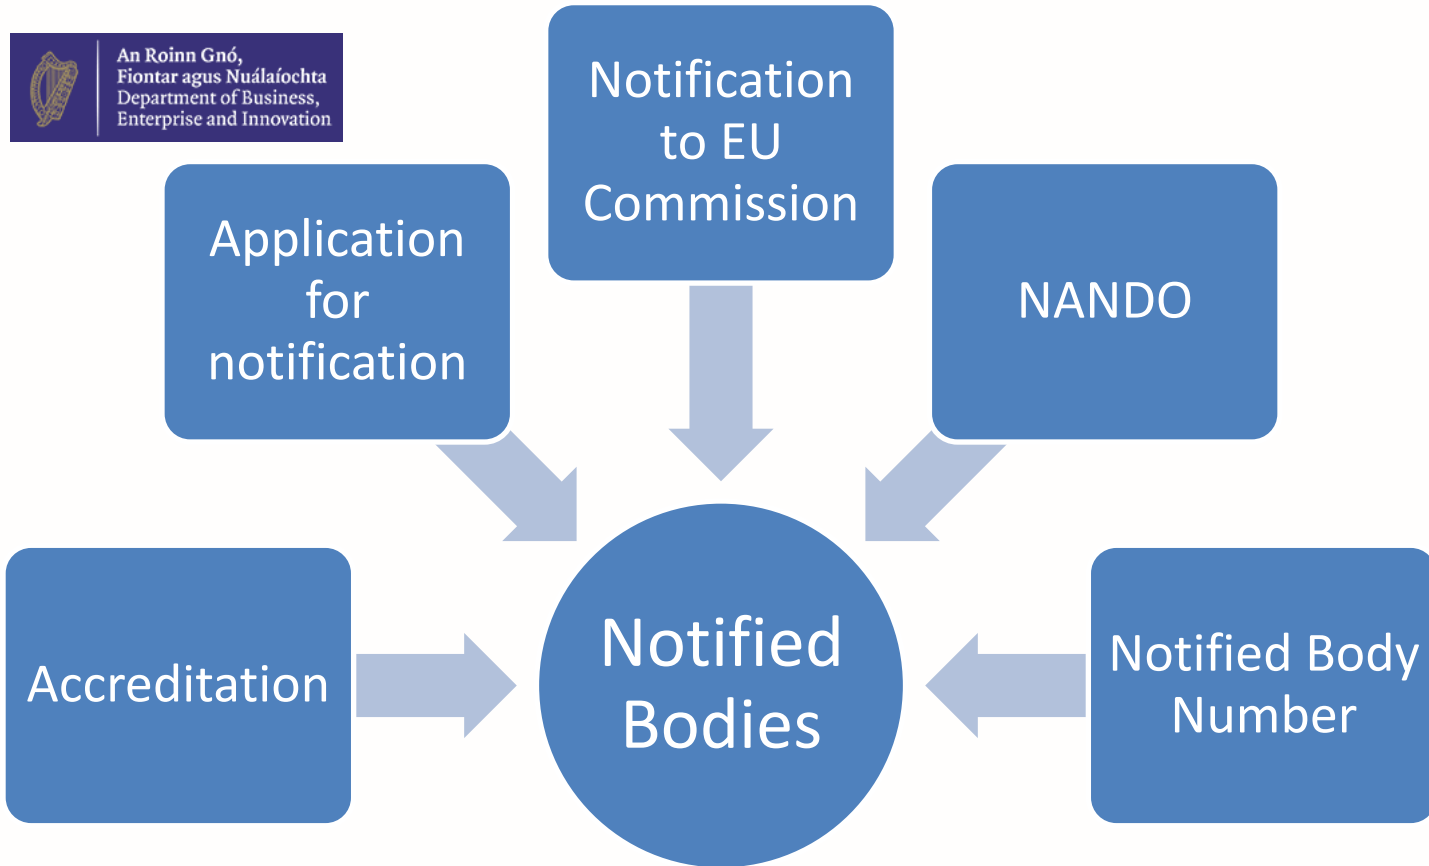 An Roinn Gnó,
Fiontar agus Nuálaíochta
Department of Business,
Enterprise and Innovation
Notification
to EU
Commission
Application
for
notification
NANDO
Accreditation
Notified
Bodies
Notified Body
Number